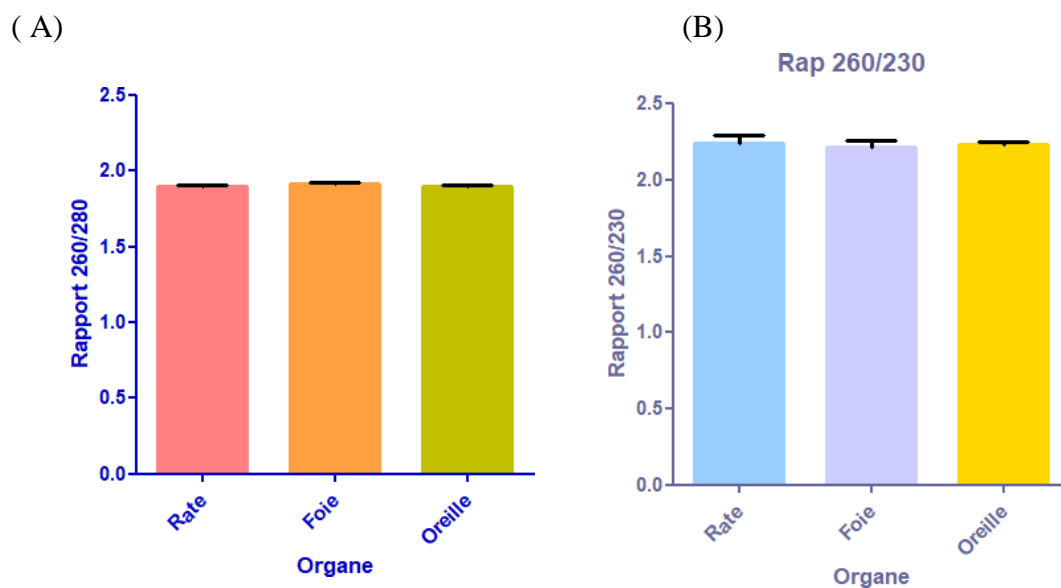 ( A)
(B)
Rapport 260/280
2.5
2.0
1.5
1.0
0.5
0.0
Rate
Foie
Oreille
Organe
Rap 260/230
Rapport 260/230
2.5
2.0
1.5
1.0
0.5
0.0
Rate
Foie
Oreille
Organe